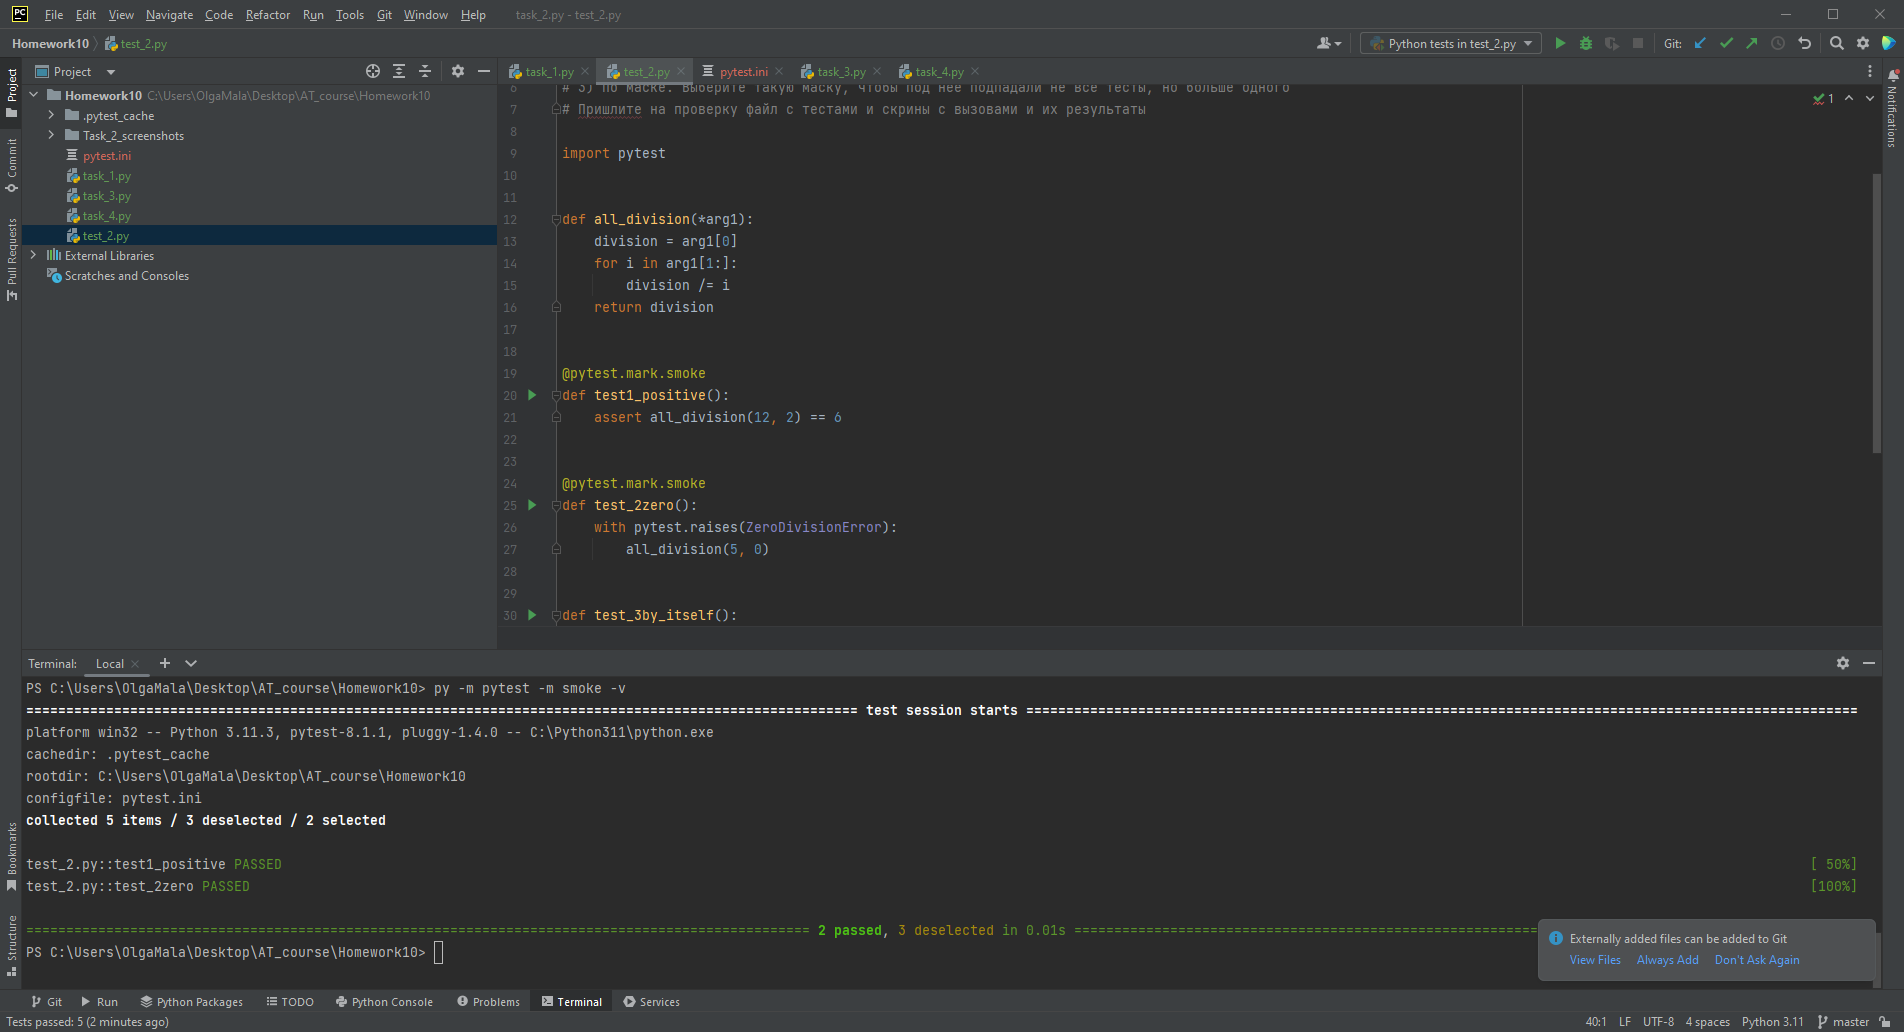 PC File Edit View Navigate Code Refactor Run Tools Git Window Help task_2.py - test_2.py
Homework10 test_2.py Python tests in test_2.py Git:
Project
task_1.py test_2.py pytest.ini task_3.py task_4.py
Homework10 C:\Users\OlgaMala\Desktop\AT_course\Homework10
.pytest_cache
Task_2_screenshots
pytest.ini
task_1.py
task_3.py
task_4.py
test_2.py
External Libraries
Scratches and Consoles
Project
Commit
Pull Requests
Bookmarks
Structure
Notifications
1
6 # 3) По маске. Выберите такую маску, чтобы под нее подпадали не все тесты, но больше одного
7 # Пришлите на проверку файл с тестами и скрины с вызовами и их результаты
8
9 import pytest
10
11
12 def all_division(*arg1):
13 division = arg1[0]
14 for i in arg1[1:]:
15 division /= i
16 return division
17
18
19 @pytest.mark.smoke
20 def test1_positive():
21 assert all_division(12, 2) == 6
22
23
24 @pytest.mark.smoke
25 def test_2zero():
26 with pytest.raises(ZeroDivisionError):
27 all_division(5, 0)
28
29
30 def test_3by_itself():
Terminal: Local
PS C:\Users\OlgaMala\Desktop\AT_course\Homework10> py -m pytest -m smoke -v
======================================================================================================== test session starts ========================================================================================================
platform win32 -- Python 3.11.3, pytest-8.1.1, pluggy-1.4.0 -- C:\Python311\python.exe
cachedir: .pytest_cache
rootdir: C:\Users\OlgaMala\Desktop\AT_course\Homework10
configfile: pytest.ini
collected 5 items / 3 deselected / 2 selected
test_2.py::test1_positive PASSED [ 50%]
test_2.py::test_2zero PASSED [100%]
================================================================================================== 2 passed, 3 deselected in 0.01s ==========================================================
PS C:\Users\OlgaMala\Desktop\AT_course\Homework10>
Externally added files can be added to Git
View Files Always Add Don't Ask Again
Git Run Python Packages TODO Python Console Problems Terminal Services
Tests passed: 5 (2 minutes ago) 40:1 LF UTF-8 4 spaces Python 3.11 master